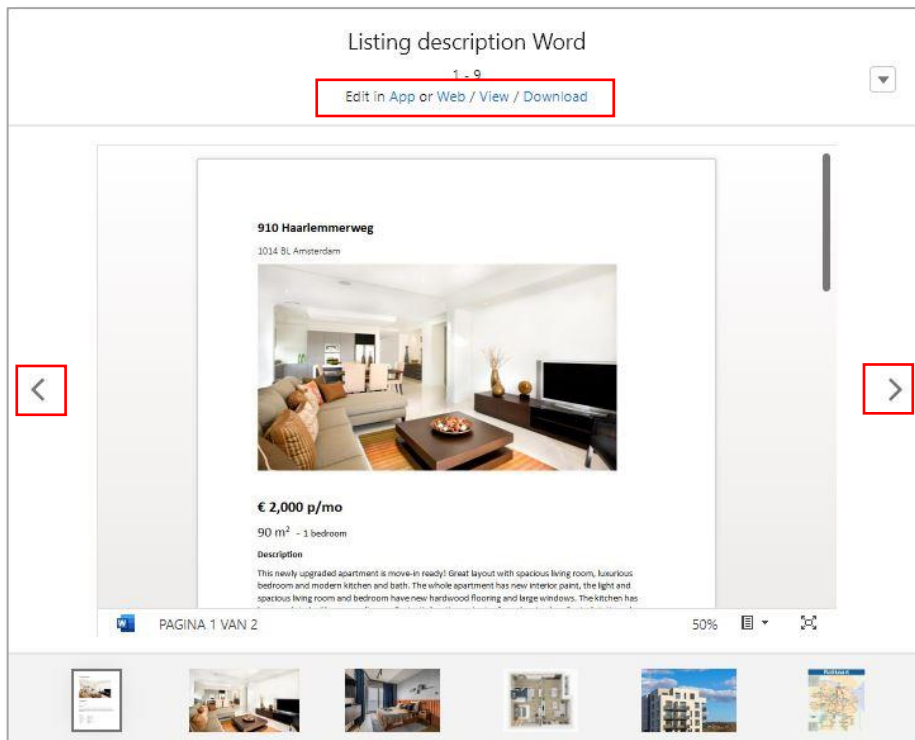 Listing description Word
1 - 9
Edit in App or Web / View / Download
910 Haarlemmerweg
1014 BL Amsterdam
€ 2,000 p/mo
90 m² - 1 bedroom
Description
This newly upgraded apartment is move-in ready! Great layout with spacious living room, luxurious
bedroom and modern kitchen and bath. The whole apartment has new interior paint, the light and
spacious living room and bedroom have new hardwood flooring and large windows. The kitchen has
PAGINA 1 VAN 2
50%